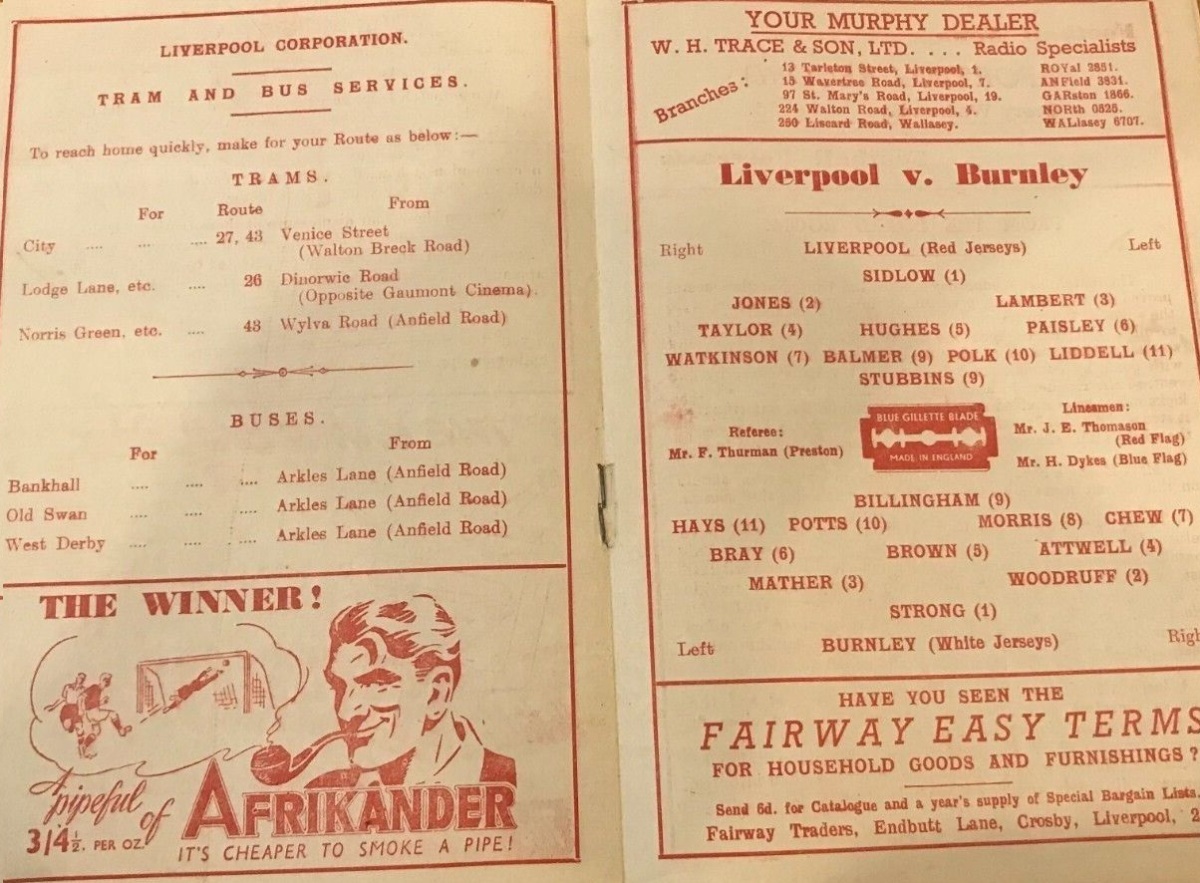 LIVERPOOL CORPORATION.
TRAM AND BUS SERVICES.
To reach home quickly, make for your Route as below:—
TRAMS.
For Route From
City .... ... .... 27, 43 Venice Street
(Walton Breck Road)
Lodge Lane, etc. .... 26 Dinorwic Road
(Opposite Gaumont Cinema).
Norris Green, etc. .... 43 Wylva Road (Anfield Road)
BUSES.
For From
Bankhall .... .... .... Arkles Lane (Anfield Road)
Old Swan .... .... .... Arkles Lane (Anfield Road)
West Derby .... .... .... Arkles Lane (Anfield Road)
THE WINNER!
A pipeful of
AFRIKANDER
3/4½. PER OZ.
IT'S CHEAPER TO SMOKE A PIPE!
YOUR MURPHY DEALER
W. H. TRACE & SON, LTD. .... Radio Specialists
Branches:
13 Tarleton Street, Liverpool, 1. ROYal 2851.
15 Wavertree Road, Liverpool, 7. ANField 3831.
97 St. Mary's Road, Liverpool, 19. GARston 1866.
224 Walton Road, Liverpool, 4. NORth 0525.
250 Liscard Road, Wallasey. WALlasey 6707.
Liverpool v. Burnley
Right LIVERPOOL (Red Jerseys) Left
SIDLOW (1)
JONES (2) LAMBERT (3)
TAYLOR (4) HUGHES (5) PAISLEY (6)
WATKINSON (7) BALMER (9) POLK (10) LIDDELL (11)
STUBBINS (9)
Referee:
Mr. F. Thurman (Preston)
BLUE GILLETTE BLADE
MADE IN ENGLAND
Linesmen:
Mr. J. E. Thomason
(Red Flag)
Mr. H. Dykes (Blue Flag)
BILLINGHAM (9)
HAYS (11) POTTS (10) MORRIS (8) CHEW (7)
BRAY (6) BROWN (5) ATTWELL (4)
MATHER (3) WOODRUFF (2)
STRONG (1)
Left BURNLEY (White Jerseys) Righ
HAVE YOU SEEN THE
FAIRWAY EASY TERMS
FOR HOUSEHOLD GOODS AND FURNISHINGS?
Send 6d. for Catalogue and a year's supply of Special Bargain Lists.
Fairway Traders, Endbutt Lane, Crosby, Liverpool, 2